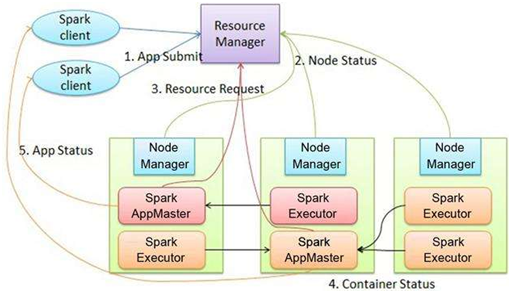 Spark
client
Resource
Manager
1. App Submit
2. Node Status
Spark
client
3. Resource Request
5. App Status
Node
Manager
Node
Manager
Node
Manager
Spark
AppMaster
Spark
Executor
Spark
Executor
Spark
Executor
Spark
AppMaster
Spark
Executor
4. Container Status